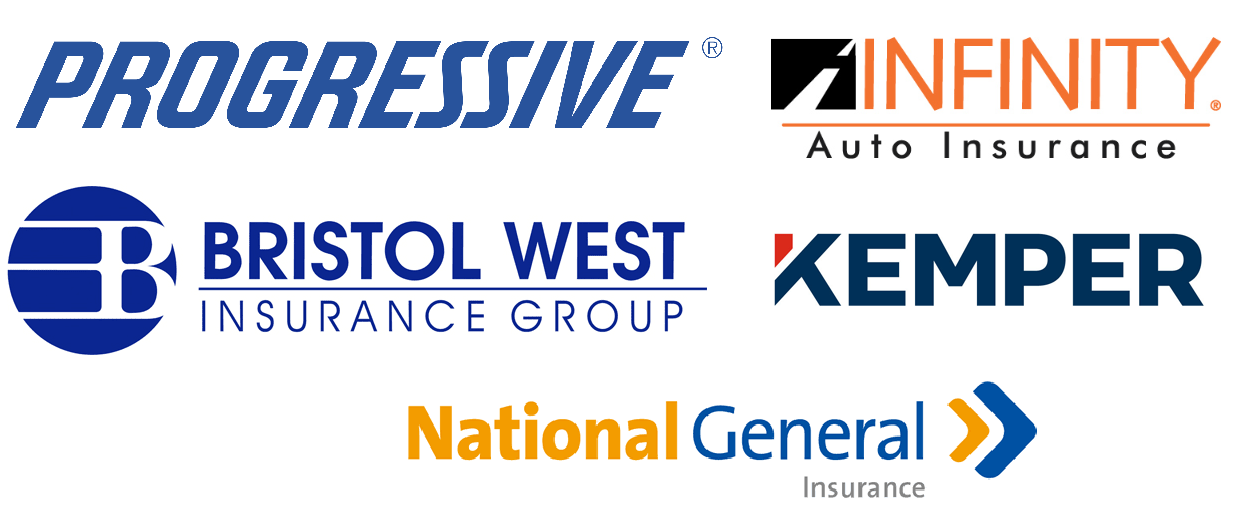 PROGRESSIVE®
INFINITY®
Auto Insurance
B BRISTOL WEST
INSURANCE GROUP
KEMPER
National General
Insurance